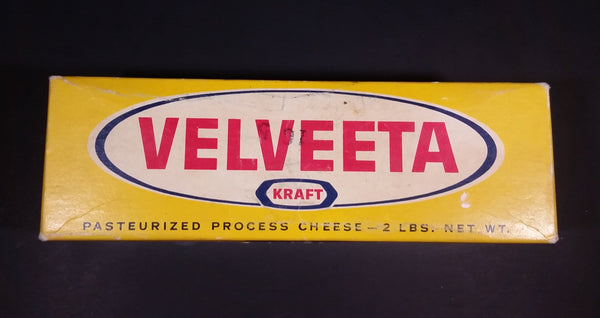 VELVEETA
KRAFT
PASTEURIZED PROCESS CHEESE — 2 LBS. NET WT.